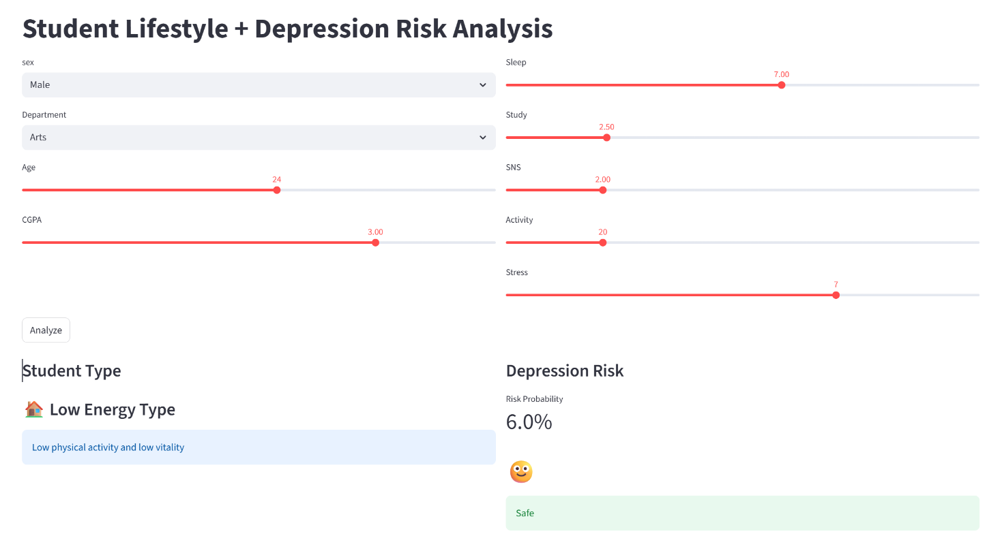 Student Lifestyle + Depression Risk Analysis
sex
Male
Department
Arts
Age
24
CGPA
3.00
Sleep
7.00
Study
2.50
SNS
2.00
Activity
20
Stress
7
Analyze
Student Type
Low Energy Type
Low physical activity and low vitality
Depression Risk
Risk Probability
6.0%
Safe